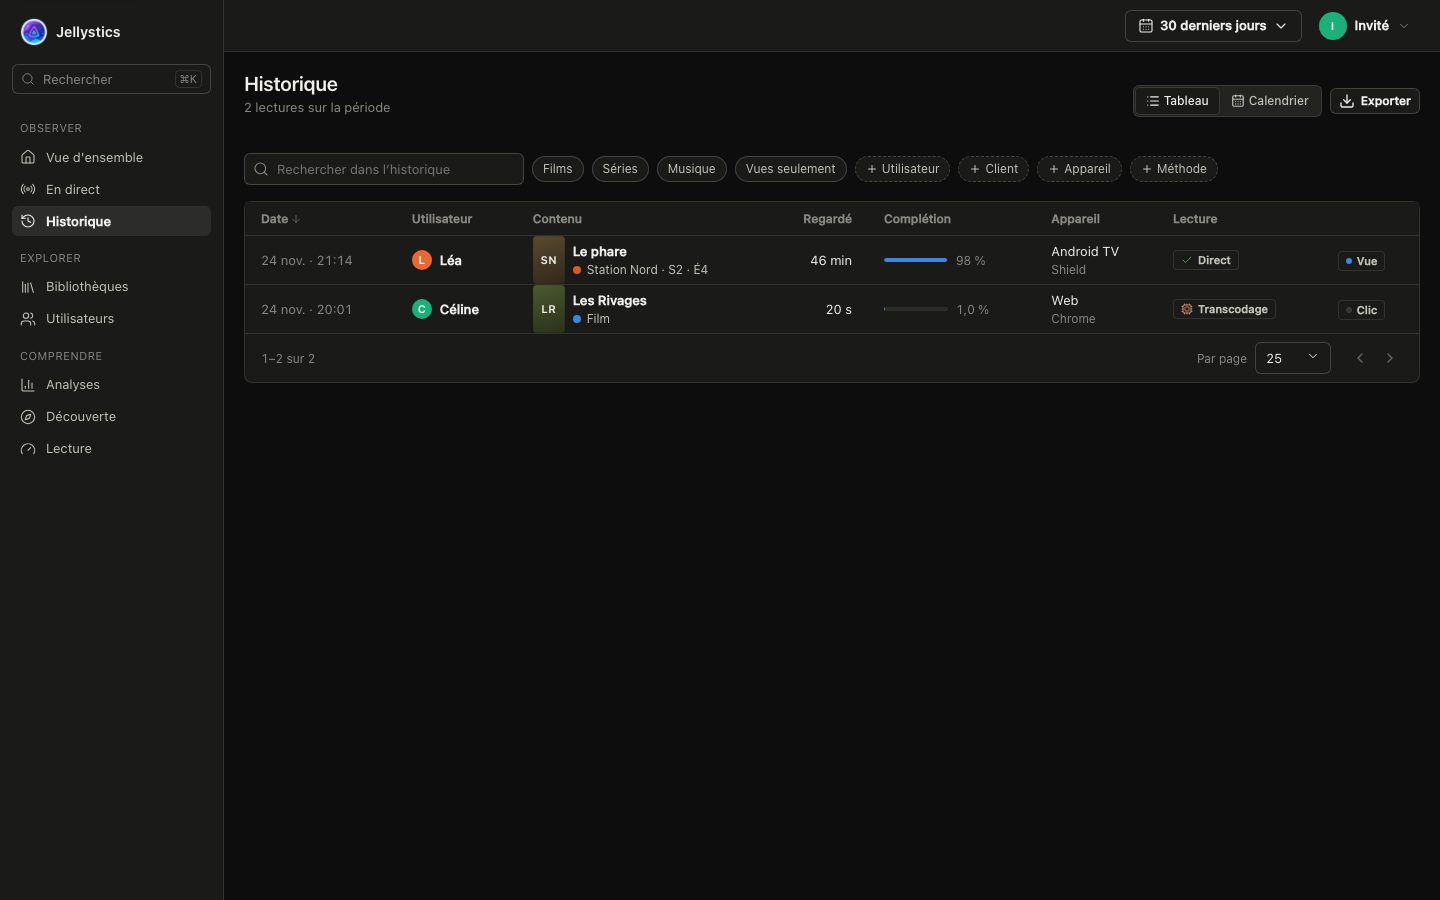 Jellystics
Rechercher ⌘K
OBSERVER
Vue d'ensemble
En direct
Historique
EXPLORER
Bibliothèques
Utilisateurs
COMPRENDRE
Analyses
Découverte
Lecture
30 derniers jours
I Invité
Historique
2 lectures sur la période
Tableau Calendrier Exporter
Rechercher dans l’historique Films Séries Musique Vues seulement + Utilisateur + Client + Appareil + Méthode
Date ↓ Utilisateur Contenu Regardé Complétion Appareil Lecture
24 nov. · 21:14 L Léa SN Le phare 46 min 98 % Android TV Direct Vue
Station Nord · S2 · É4 Shield
24 nov. · 20:01 C Céline LR Les Rivages 20 s 1,0 % Web Transcodage Clic
Film Chrome
1–2 sur 2 Par page 25